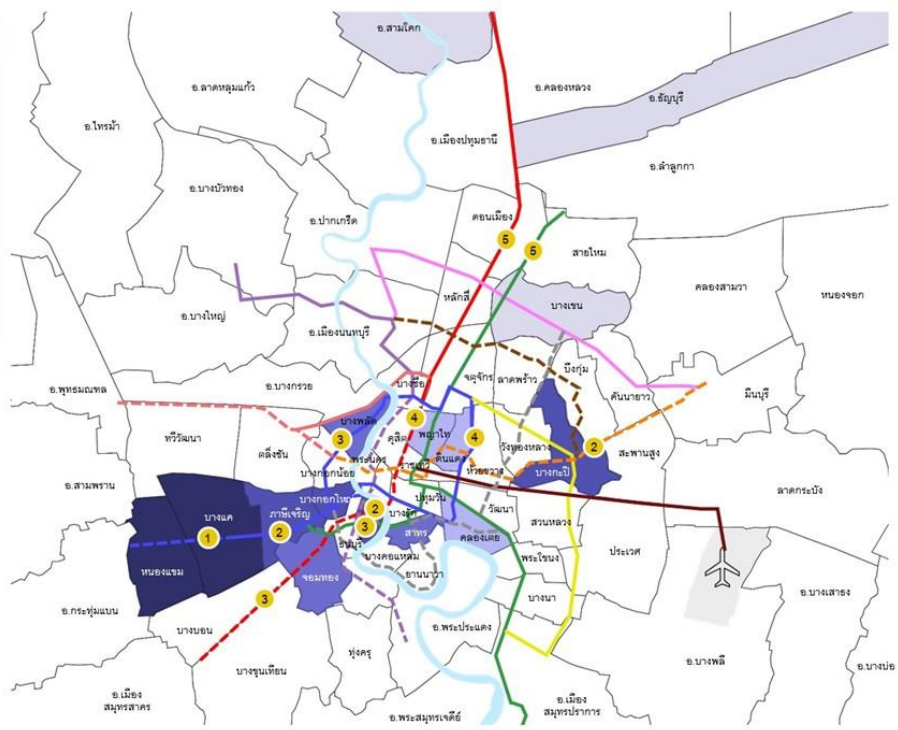 อ.สามโคก
อ.ลาดหลุมแก้ว
อ.คลองหลวง
อ.ธัญบุรี
อ.ไทรม้า
อ.เมืองปทุมธานี
อ.ลำลูกกา
อ.บางบัวทอง
อ.ปากเกร็ด
ดอนเมือง
5
5
สายไหม
คลองสามวา
หนองจอก
หลักสี่
บางเขน
อ.บางใหญ่
อ.เมืองนนทบุรี
อ.พุทธมณฑล
อ.บางกรวย
บางซื่อ
จตุจักร
ลาดพร้าว
บึงกุ่ม
คันนายาว
มีนบุรี
ทวีวัฒนา
ตลิ่งชัน
บางพลัด
3
4
ดุสิต
พญาไท
4
วังทองหลาง
2
สะพานสูง
พระนคร
ดินแดง
ราชเทวี
ห้วยขวาง
บางกะปิ
อ.สามพราน
บางกอกน้อย
ลาดกระบัง
บางกอกใหญ่
ปทุมวัน
บางแค
ภาษีเจริญ
2
บางรัก
วัฒนา
สวนหลวง
1
2
3
ธนบุรี
สาทร
คลองเตย
บางคอแหลม
พระโขนง
ประเวศ
หนองแขม
จอมทอง
ยานนาวา
บางนา
อ.บางเสาธง
3
อ.กระทุ่มแบน
บางบอน
ทุ่งครุ
อ.พระประแดง
บางขุนเทียน
อ.บางพลี
อ.บางบ่อ
อ.เมือง
สมุทรสาคร
อ.เมือง
สมุทรปราการ
อ.พระสมุทรเจดีย์